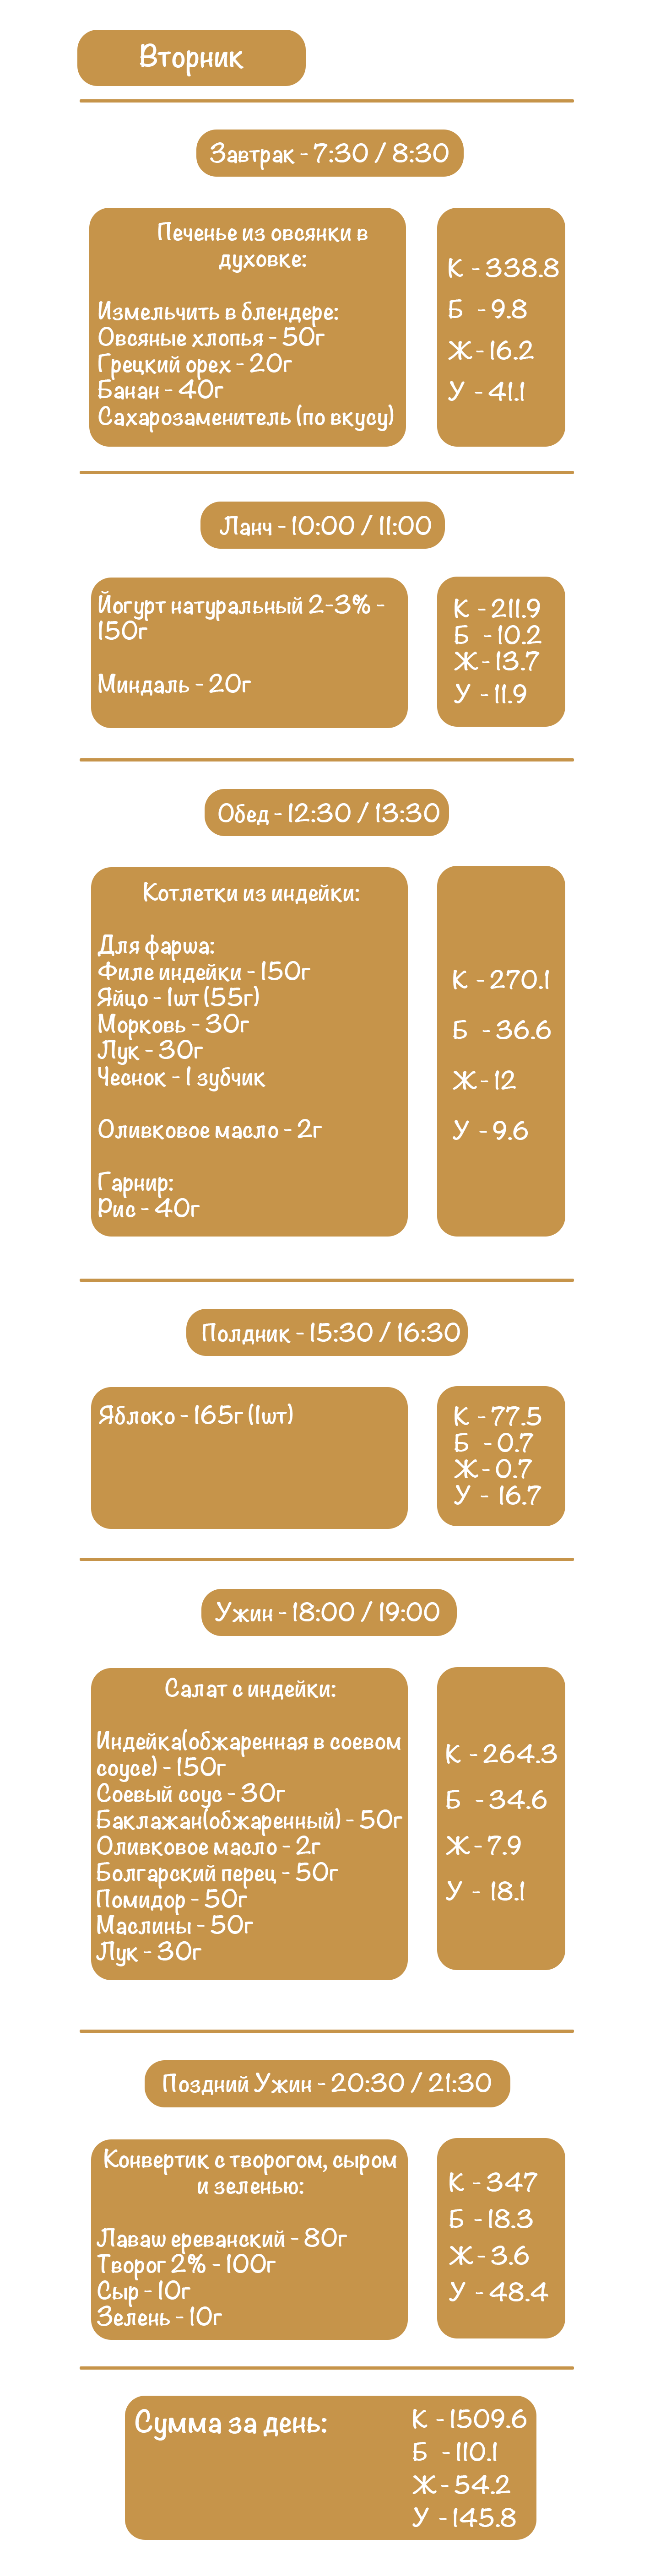 Вторник
Завтрак - 7:30 / 8:30
Печенье из овсянки в
духовке:
Измельчить в блендере:
Овсяные хлопья - 50г
Грецкий орех - 20г
Банан - 40г
Сахарозаменитель (по вкусу)
К - 338.8
Б - 9.8
Ж - 16.2
У - 41.1
Ланч - 10:00 / 11:00
Йогурт натуральный 2-3% -
150г
Миндаль - 20г
К - 211.9
Б - 10.2
Ж - 13.7
У - 11.9
Обед - 12:30 / 13:30
Котлетки из индейки:
Для фарша:
Филе индейки - 150г
Яйцо - 1шт (55г)
Морковь - 30г
Лук - 30г
Чеснок - 1 зубчик
Оливковое масло - 2г
Гарнир:
Рис - 40г
К - 270.1
Б - 36.6
Ж - 12
У - 9.6
Полдник - 15:30 / 16:30
Яблоко - 165г (1шт)
К - 77.5
Б - 0.7
Ж - 0.7
У - 16.7
Ужин - 18:00 / 19:00
Салат с индейки:
Индейка(обжаренная в соевом
соусе) - 150г
Соевый соус - 30г
Баклажан(обжаренный) - 50г
Оливковое масло - 2г
Болгарский перец - 50г
Помидор - 50г
Маслины - 50г
Лук - 30г
К - 264.3
Б - 34.6
Ж - 7.9
У - 18.1
Поздний Ужин - 20:30 / 21:30
Конвертик с творогом, сыром
и зеленью:
Лаваш ереванский - 80г
Творог 2% - 100г
Сыр - 10г
Зелень - 10г
К - 347
Б - 18.3
Ж - 3.6
У - 48.4
Сумма за день:
К - 1509.6
Б - 110.1
Ж - 54.2
У - 145.8